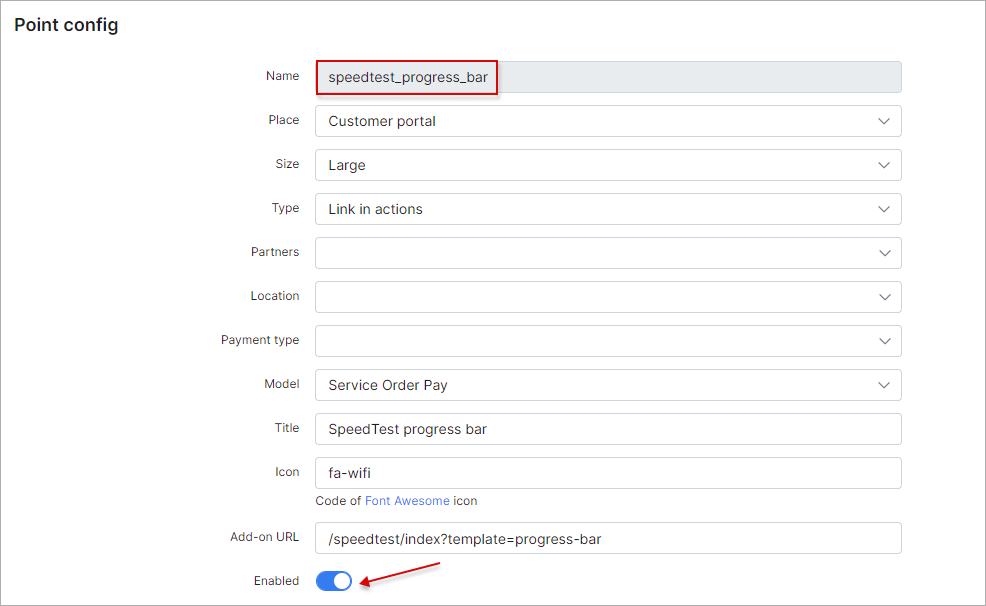 Point config
Name speedtest_progress_bar
Place Customer portal
Size Large
Type Link in actions
Partners
Location
Payment type
Model Service Order Pay
Title SpeedTest progress bar
Icon fa-wifi
Code of Font Awesome icon
Add-on URL /speedtest/index?template=progress-bar
Enabled